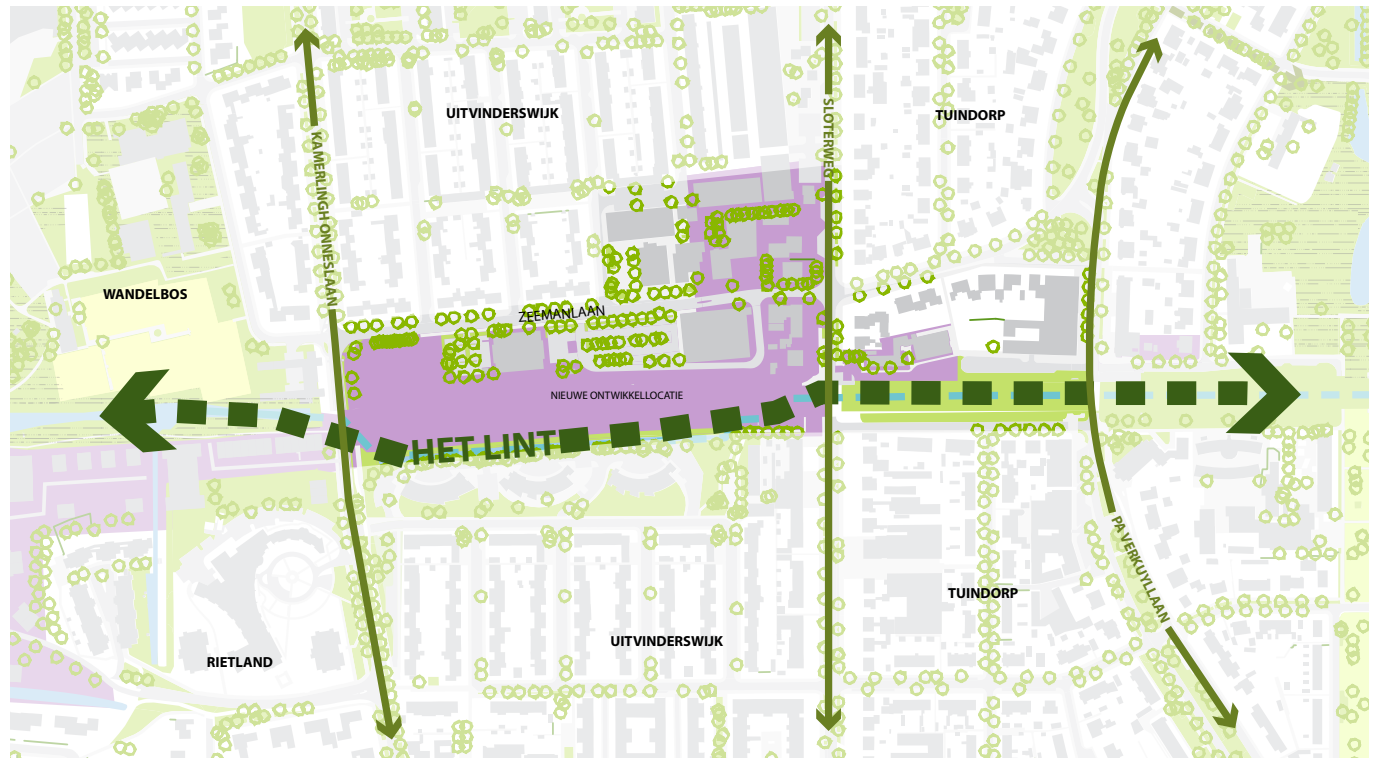 UITVINDERSWIJK
TUINDORP
KAMERLINGH ONNESLAAN
SLOTERWEG
WANDELBOS
ZEEMANLAAN
NIEUWE ONTWIKKELLOCATIE
HET LINT
PA VERKUYLLAAN
TUINDORP
UITVINDERSWIJK
RIETLAND